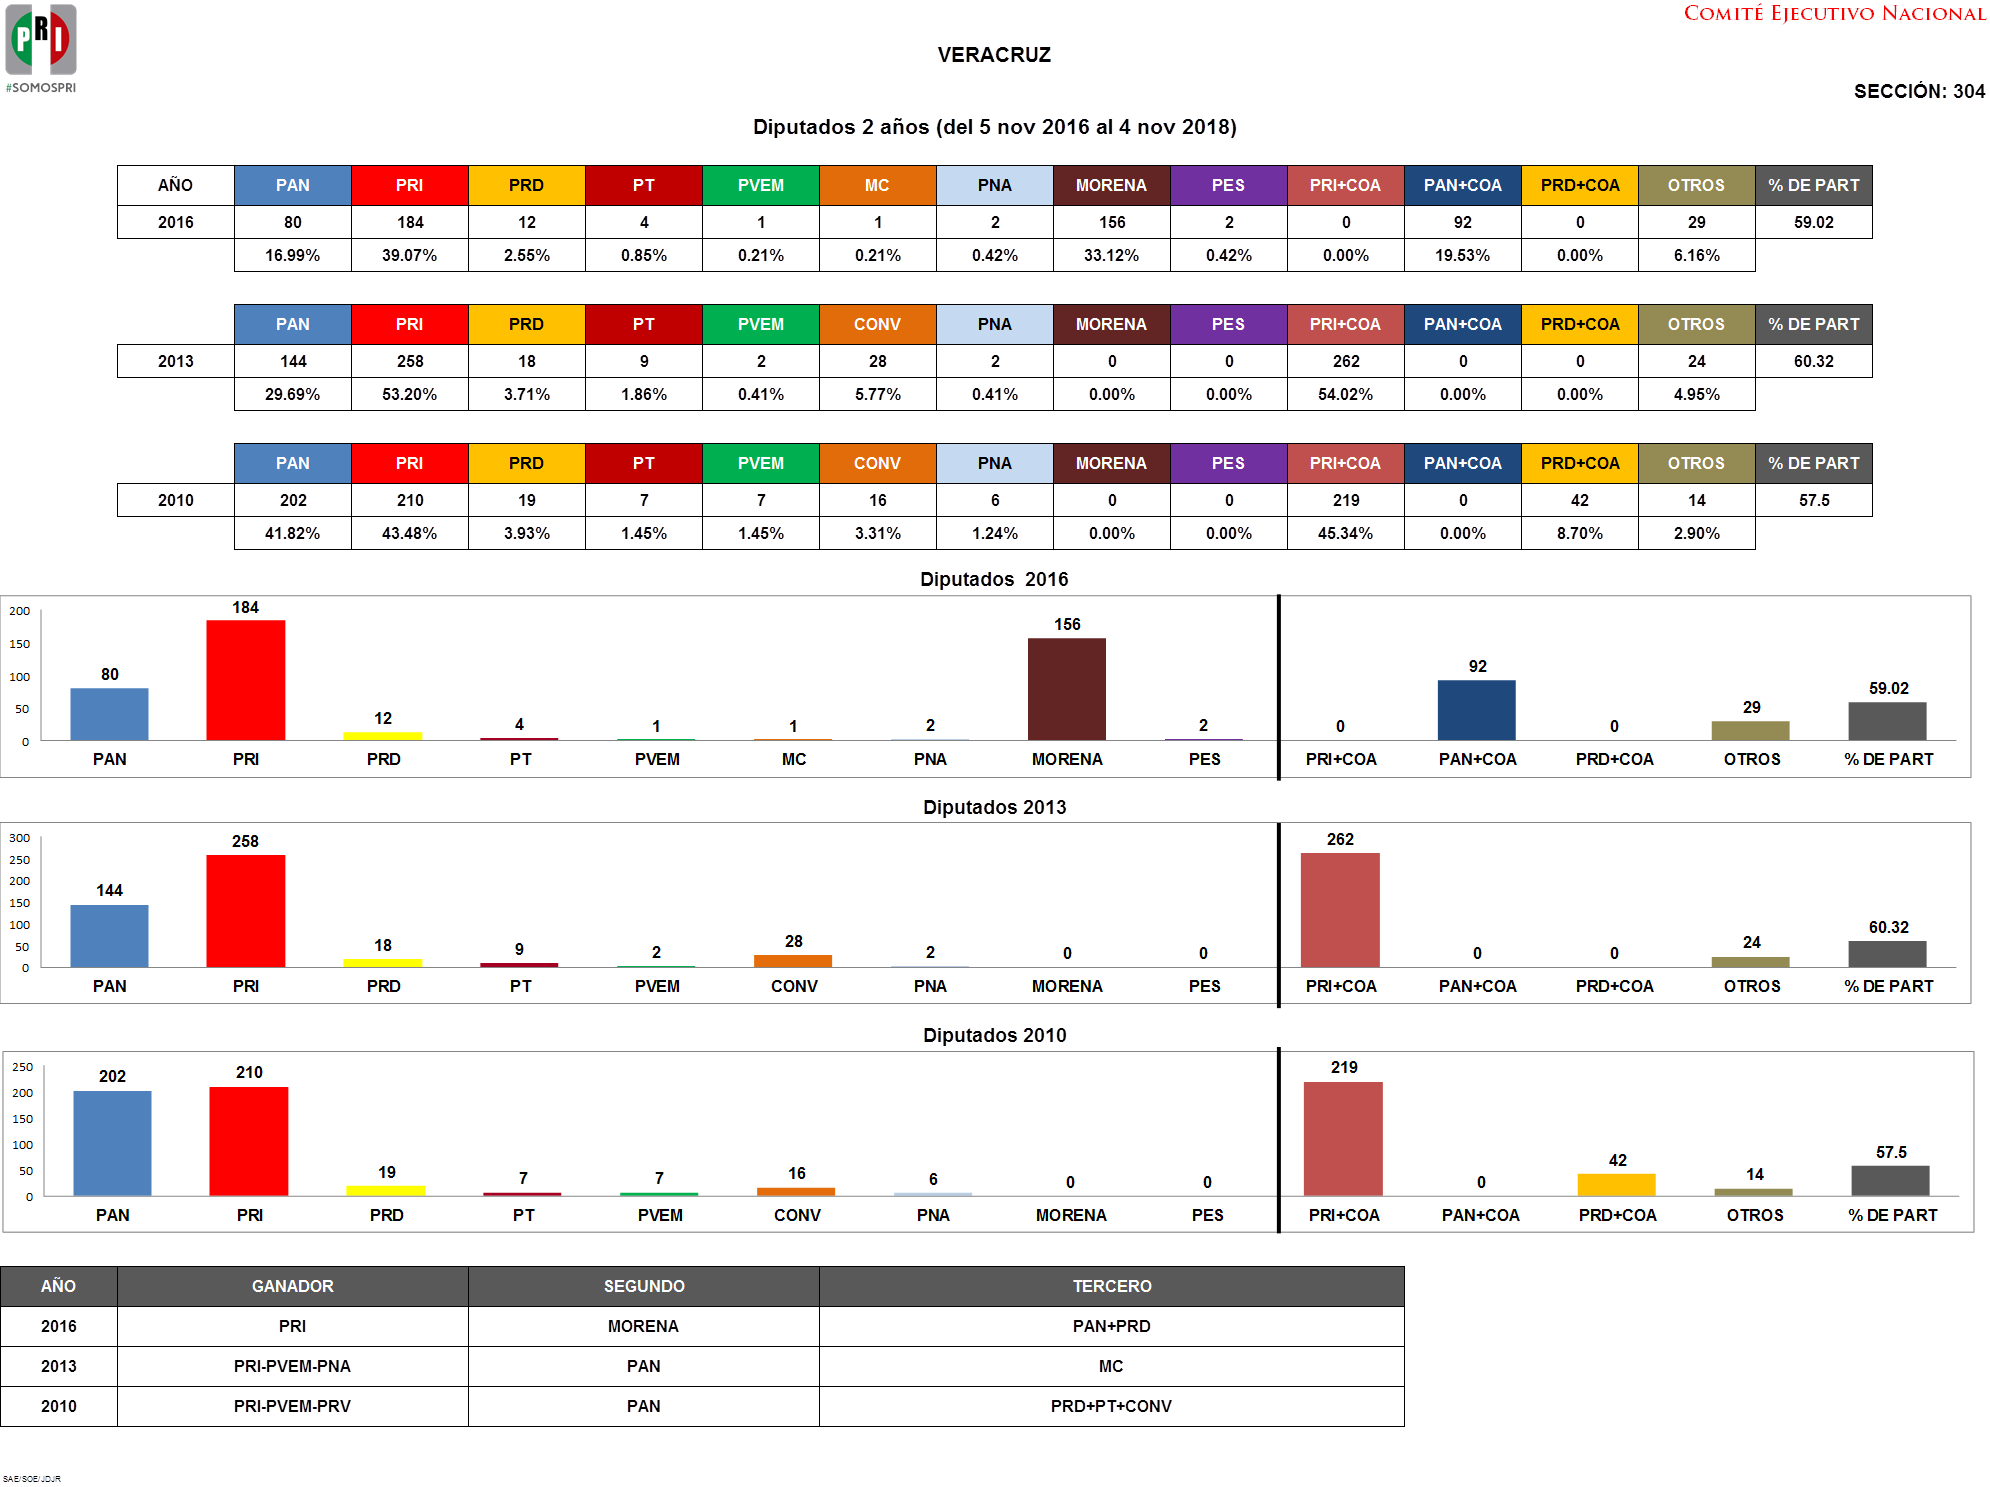 PRI
#SOMOSPRI
COMITÉ EJECUTIVO NACIONAL
VERACRUZ
SECCIÓN: 304
Diputados 2 años (del 5 nov 2016 al 4 nov 2018)
AÑO PAN PRI PRD PT PVEM MC PNA MORENA PES PRI+COA PAN+COA PRD+COA OTROS % DE PART
2016 80 184 12 4 1 1 2 156 2 0 92 0 29 59.02
16.99% 39.07% 2.55% 0.85% 0.21% 0.21% 0.42% 33.12% 0.42% 0.00% 19.53% 0.00% 6.16%
PAN PRI PRD PT PVEM CONV PNA MORENA PES PRI+COA PAN+COA PRD+COA OTROS % DE PART
2013 144 258 18 9 2 28 2 0 0 262 0 0 24 60.32
29.69% 53.20% 3.71% 1.86% 0.41% 5.77% 0.41% 0.00% 0.00% 54.02% 0.00% 0.00% 4.95%
PAN PRI PRD PT PVEM CONV PNA MORENA PES PRI+COA PAN+COA PRD+COA OTROS % DE PART
2010 202 210 19 7 7 16 6 0 0 219 0 42 14 57.5
41.82% 43.48% 3.93% 1.45% 1.45% 3.31% 1.24% 0.00% 0.00% 45.34% 0.00% 8.70% 2.90%
Diputados 2016
200
150
100
50
0
80 184 12 4 1 1 2 156 2 0 92 0 29 59.02
PAN PRI PRD PT PVEM MC PNA MORENA PES PRI+COA PAN+COA PRD+COA OTROS % DE PART
Diputados 2013
300
250
200
150
100
50
0
144 258 18 9 2 28 2 0 0 262 0 0 24 60.32
PAN PRI PRD PT PVEM CONV PNA MORENA PES PRI+COA PAN+COA PRD+COA OTROS % DE PART
Diputados 2010
250
200
150
100
50
0
202 210 19 7 7 16 6 0 0 219 0 42 14 57.5
PAN PRI PRD PT PVEM CONV PNA MORENA PES PRI+COA PAN+COA PRD+COA OTROS % DE PART
AÑO GANADOR SEGUNDO TERCERO
2016 PRI MORENA PAN+PRD
2013 PRI-PVEM-PNA PAN MC
2010 PRI-PVEM-PRV PAN PRD+PT+CONV
SAE/SOE/JDJR